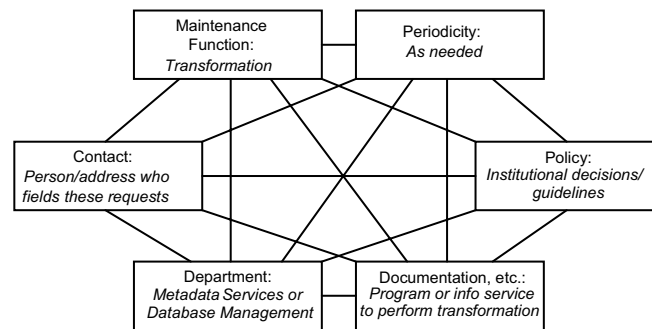 Maintenance
Function:
Transformation
Periodicity:
As needed
Contact:
Person/address who
fields these requests
Policy:
Institutional decisions/
guidelines
Department:
Metadata Services or
Database Management
Documentation, etc.:
Program or info service
to perform transformation